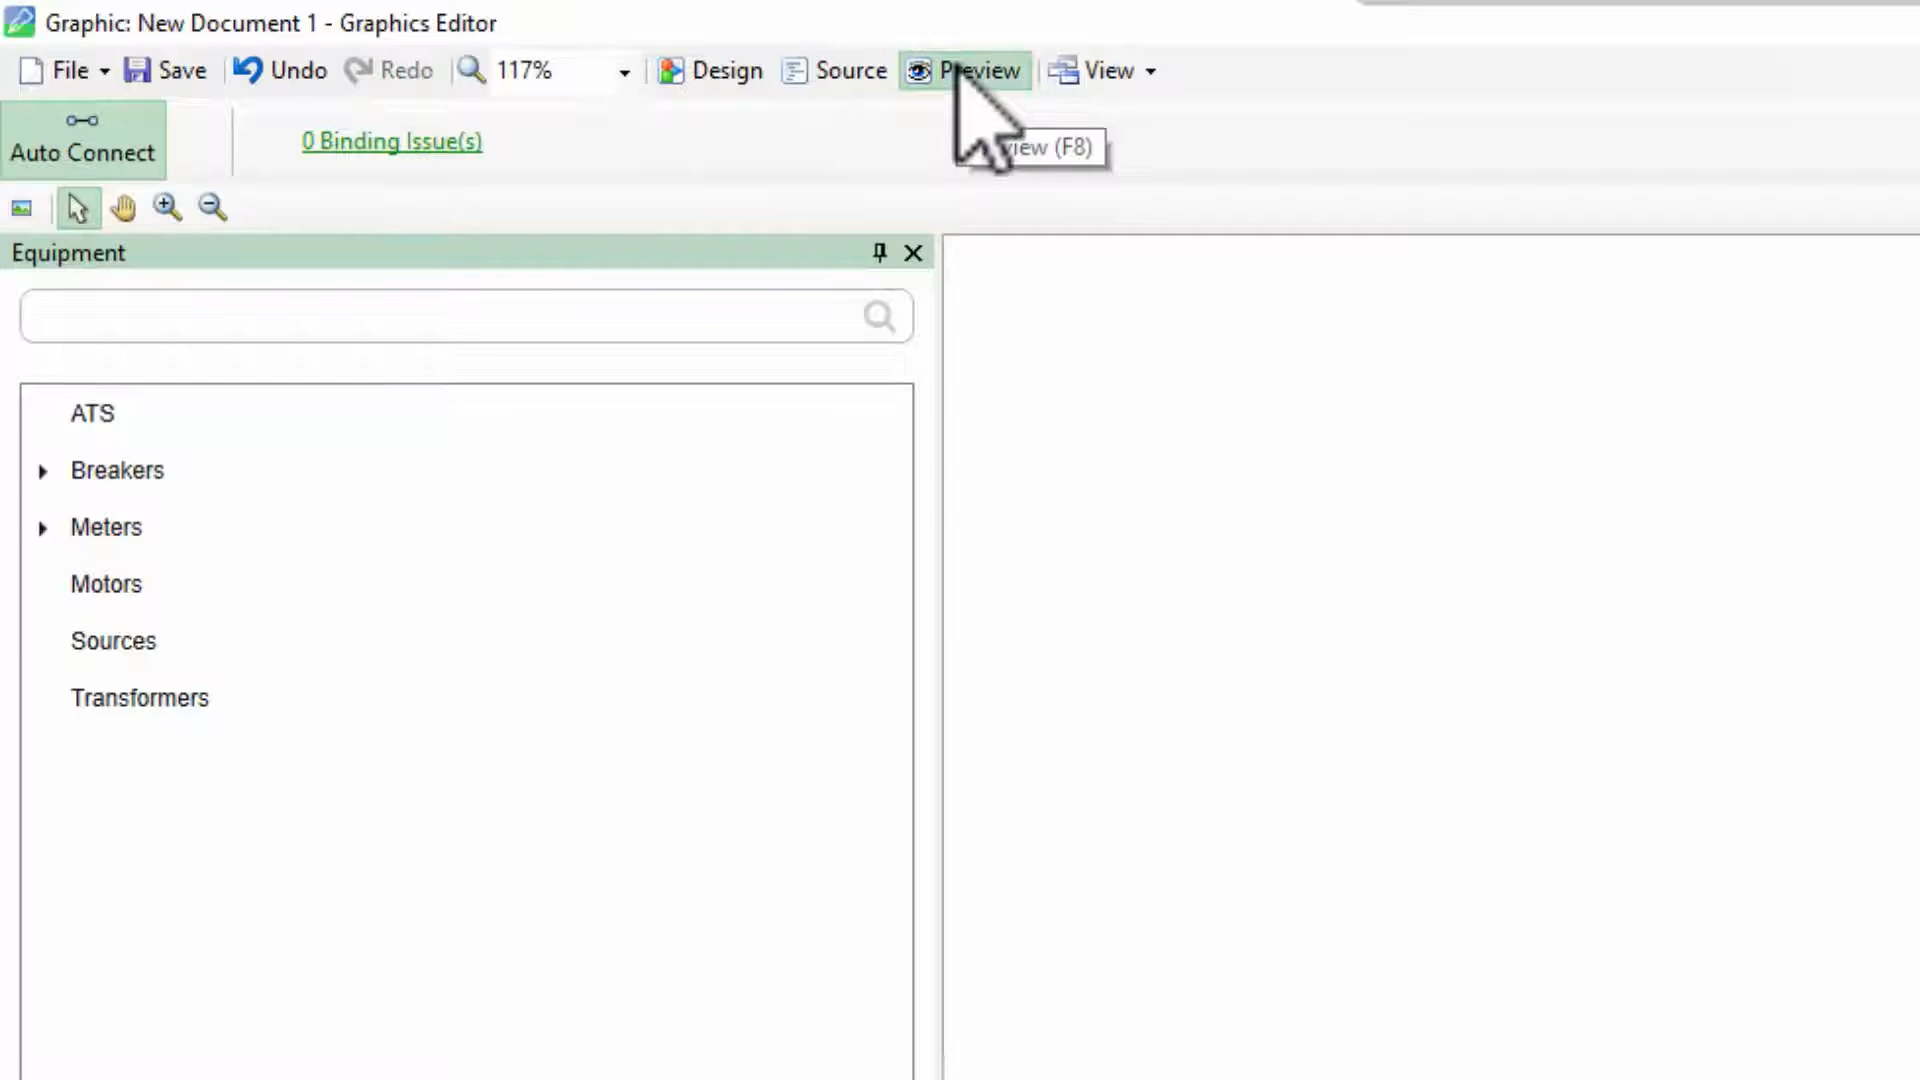 Graphic: New Document 1 - Graphics Editor
File Save Undo Redo 117% Design Source Preview View
Auto Connect
0 Binding Issue(s)
(F8)
Equipment
ATS
Breakers
Meters
Motors
Sources
Transformers